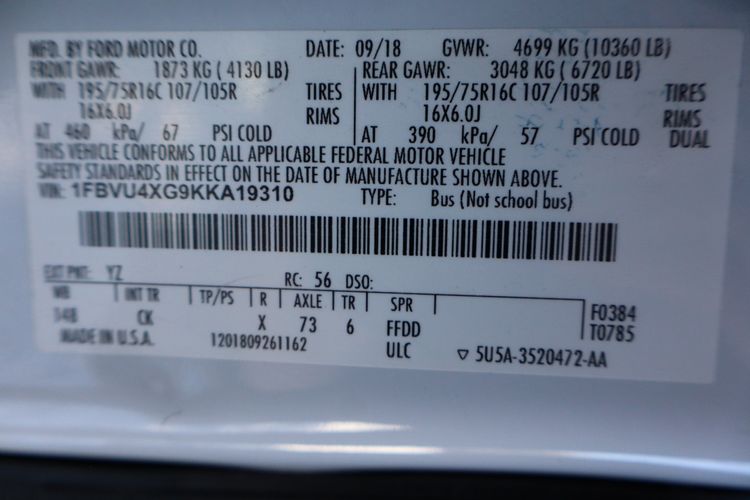 MFD. BY FORD MOTOR CO. DATE: 09/18 GVWR: 4699 KG (10360 LB)
FRONT GAWR: 1873 KG ( 4130 LB) REAR GAWR: 3048 KG ( 6720 LB)
WITH 195/75R16C 107/105R TIRES WITH 195/75R16C 107/105R TIRES
16X6.0J RIMS 16X6.0J RIMS
AT 460 kPa/ 67 PSI COLD AT 390 kPa/ 57 PSI COLD DUAL
THIS VEHICLE CONFORMS TO ALL APPLICABLE FEDERAL MOTOR VEHICLE
SAFETY STANDARDS IN EFFECT ON THE DATE OF MANUFACTURE SHOWN ABOVE.
VIN: 1FBVU4XG9KKA19310 TYPE: Bus (Not school bus)
EXT PNT: YZ RC: 56 DSO:
WB INT TR TP/PS R AXLE TR SPR F0384
148 CK X 73 6 FFDD T0785
MADE IN U.S.A. 1201809261162 ULC ▽ 5U5A-3520472-AA